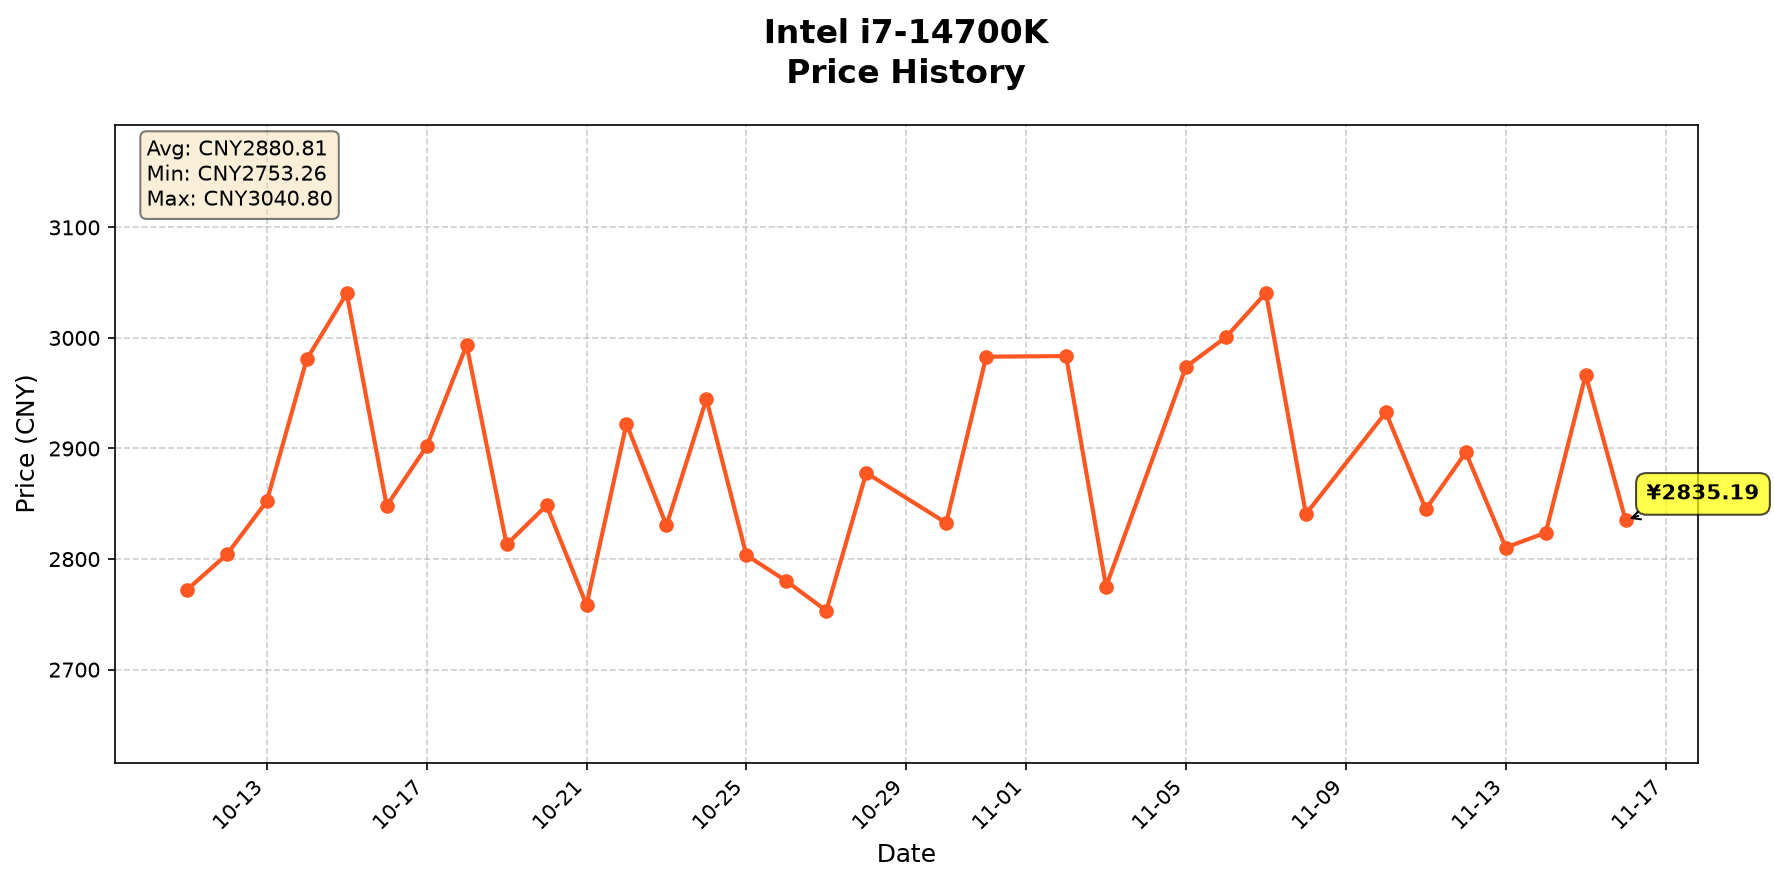 Intel i7-14700K
Price History
Avg: CNY2880.81
Min: CNY2753.26
Max: CNY3040.80
3100
3000
2900
2800
2700
Price (CNY)
¥2835.19
10-13
10-17
10-21
10-25
10-29
11-01
11-05
11-09
11-13
11-17
Date